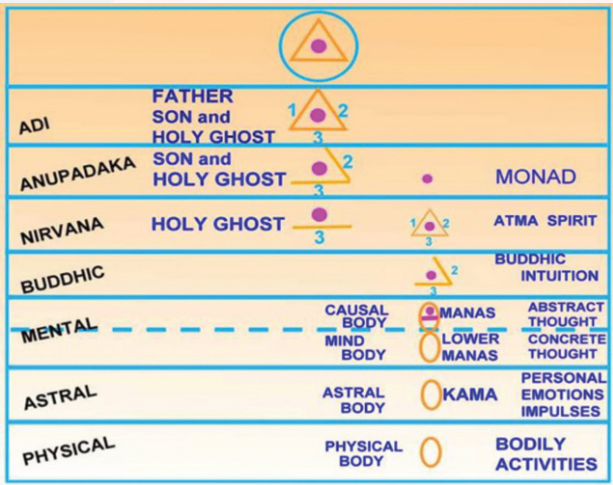 FATHER
1 2
SON and
ADI
HOLY GHOST 3
SON and 2
ANUPADAKA
HOLY GHOST 3 MONAD
NIRVANA HOLY GHOST 3 1 2 3 ATMA SPIRIT
BUDDHIC
BUDDHIC 2 3 INTUITION
CAUSAL MANAS ABSTRACT
BODY THOUGHT
MENTAL
MIND LOWER CONCRETE
BODY MANAS THOUGHT
PERSONAL
ASTRAL ASTRAL KAMA EMOTIONS
BODY IMPULSES
PHYSICAL PHYSICAL BODILY
BODY ACTIVITIES